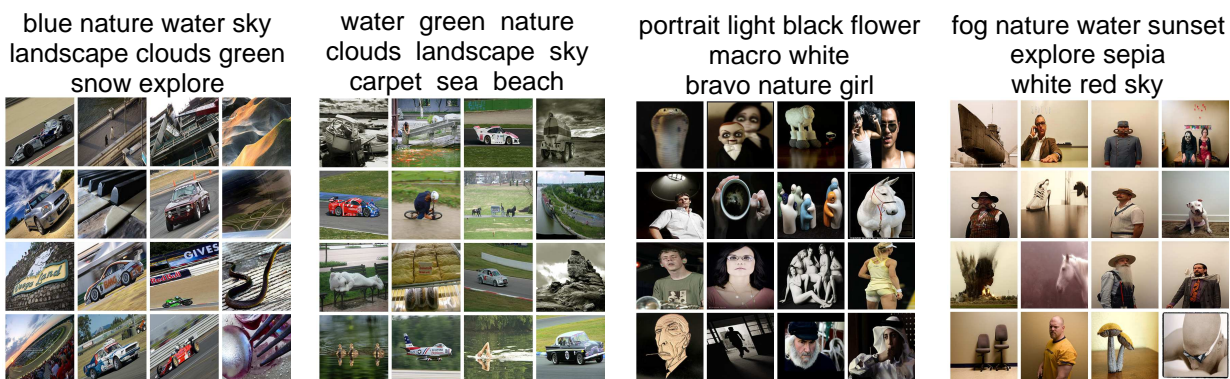 blue nature water sky
landscape clouds green
snow explore
water green nature
clouds landscape sky
carpet sea beach
portrait light black flower
macro white
bravo nature girl
fog nature water sunset
explore sepia
white red sky
GIVES